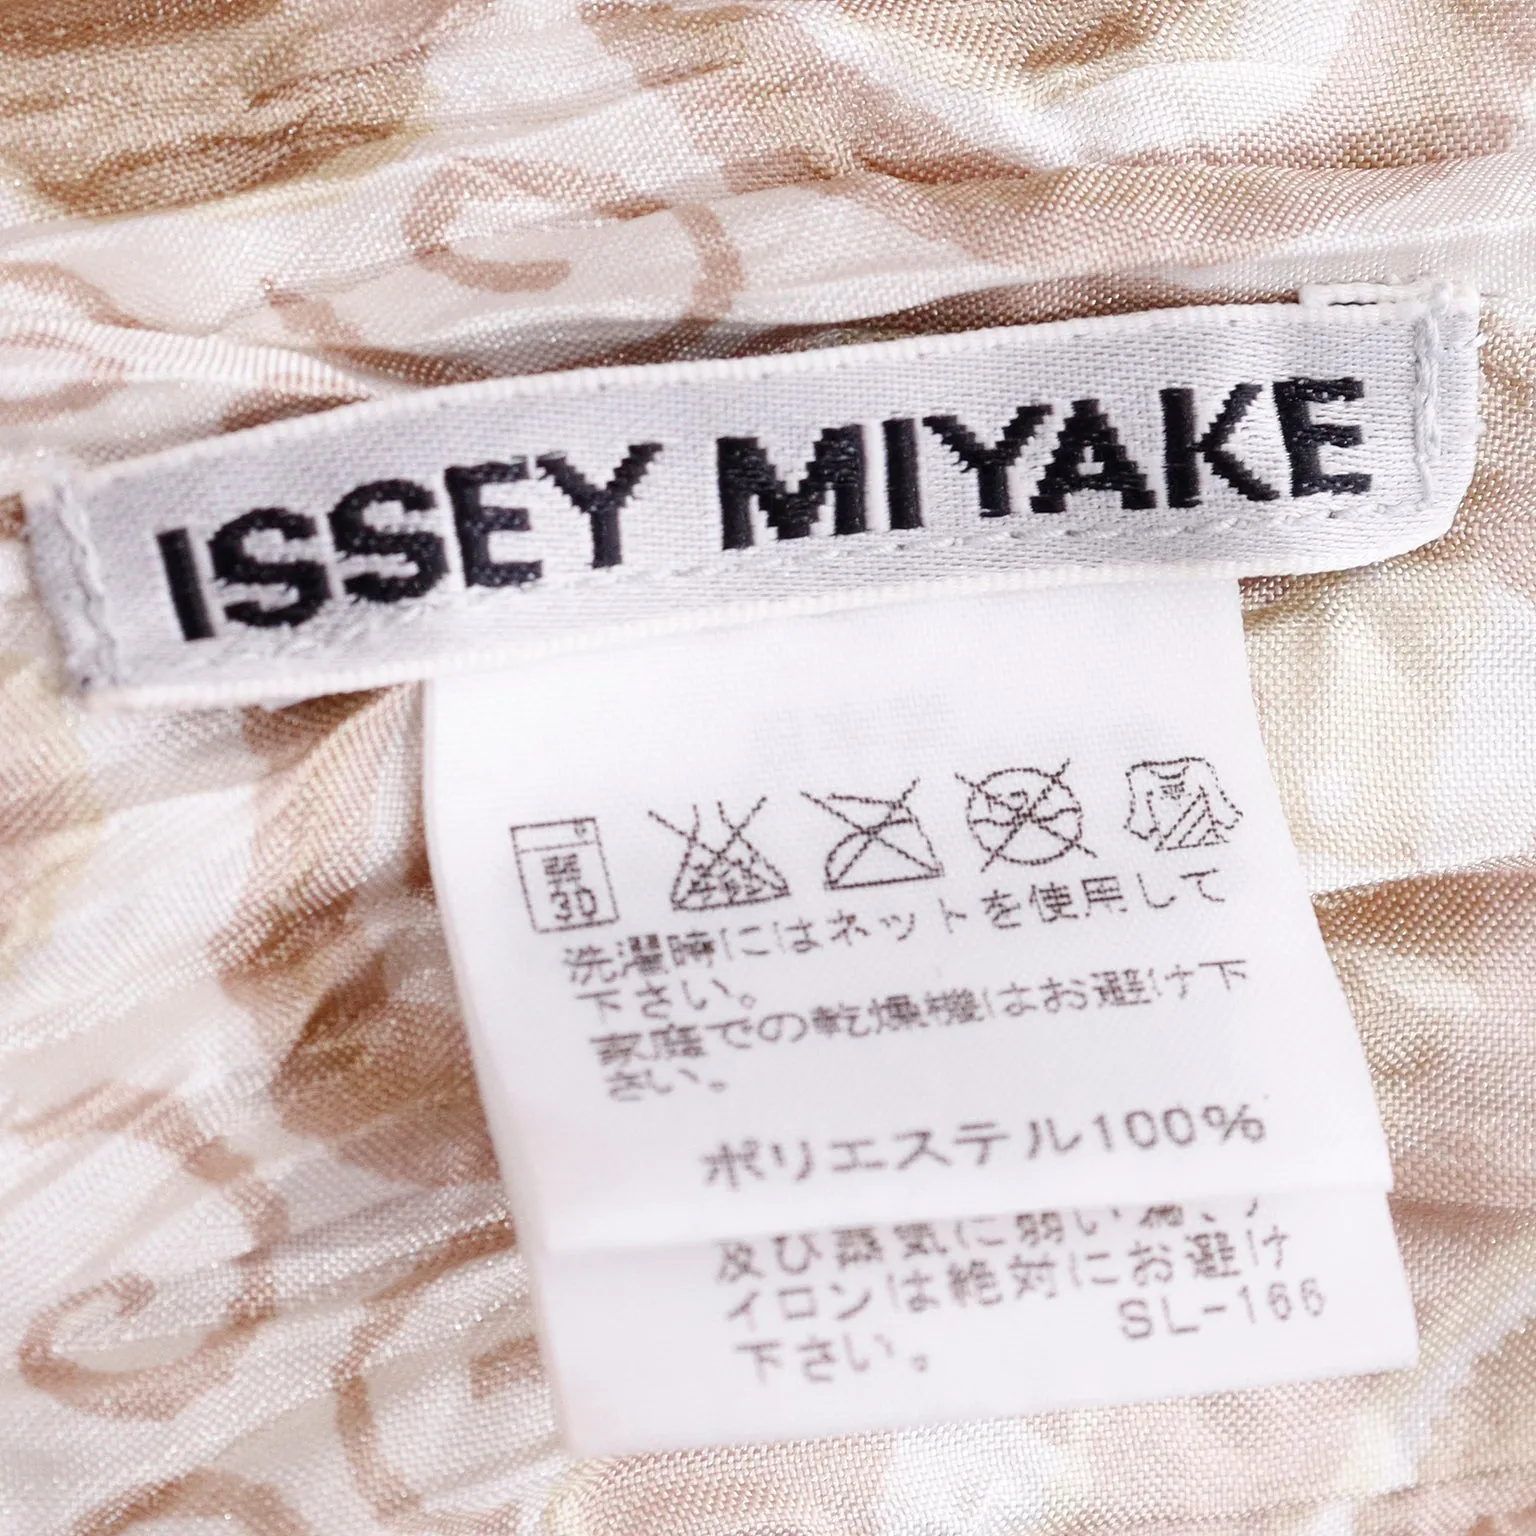 ISSEY MIYAKE
30
洗濯時にはネットを使用して
下さい。
家庭での乾燥機はお避け下
さい。
ポリエステル100%
及び蒸気に弱い為、ア
イロンは絶対にお避け
下さい。
SL-166